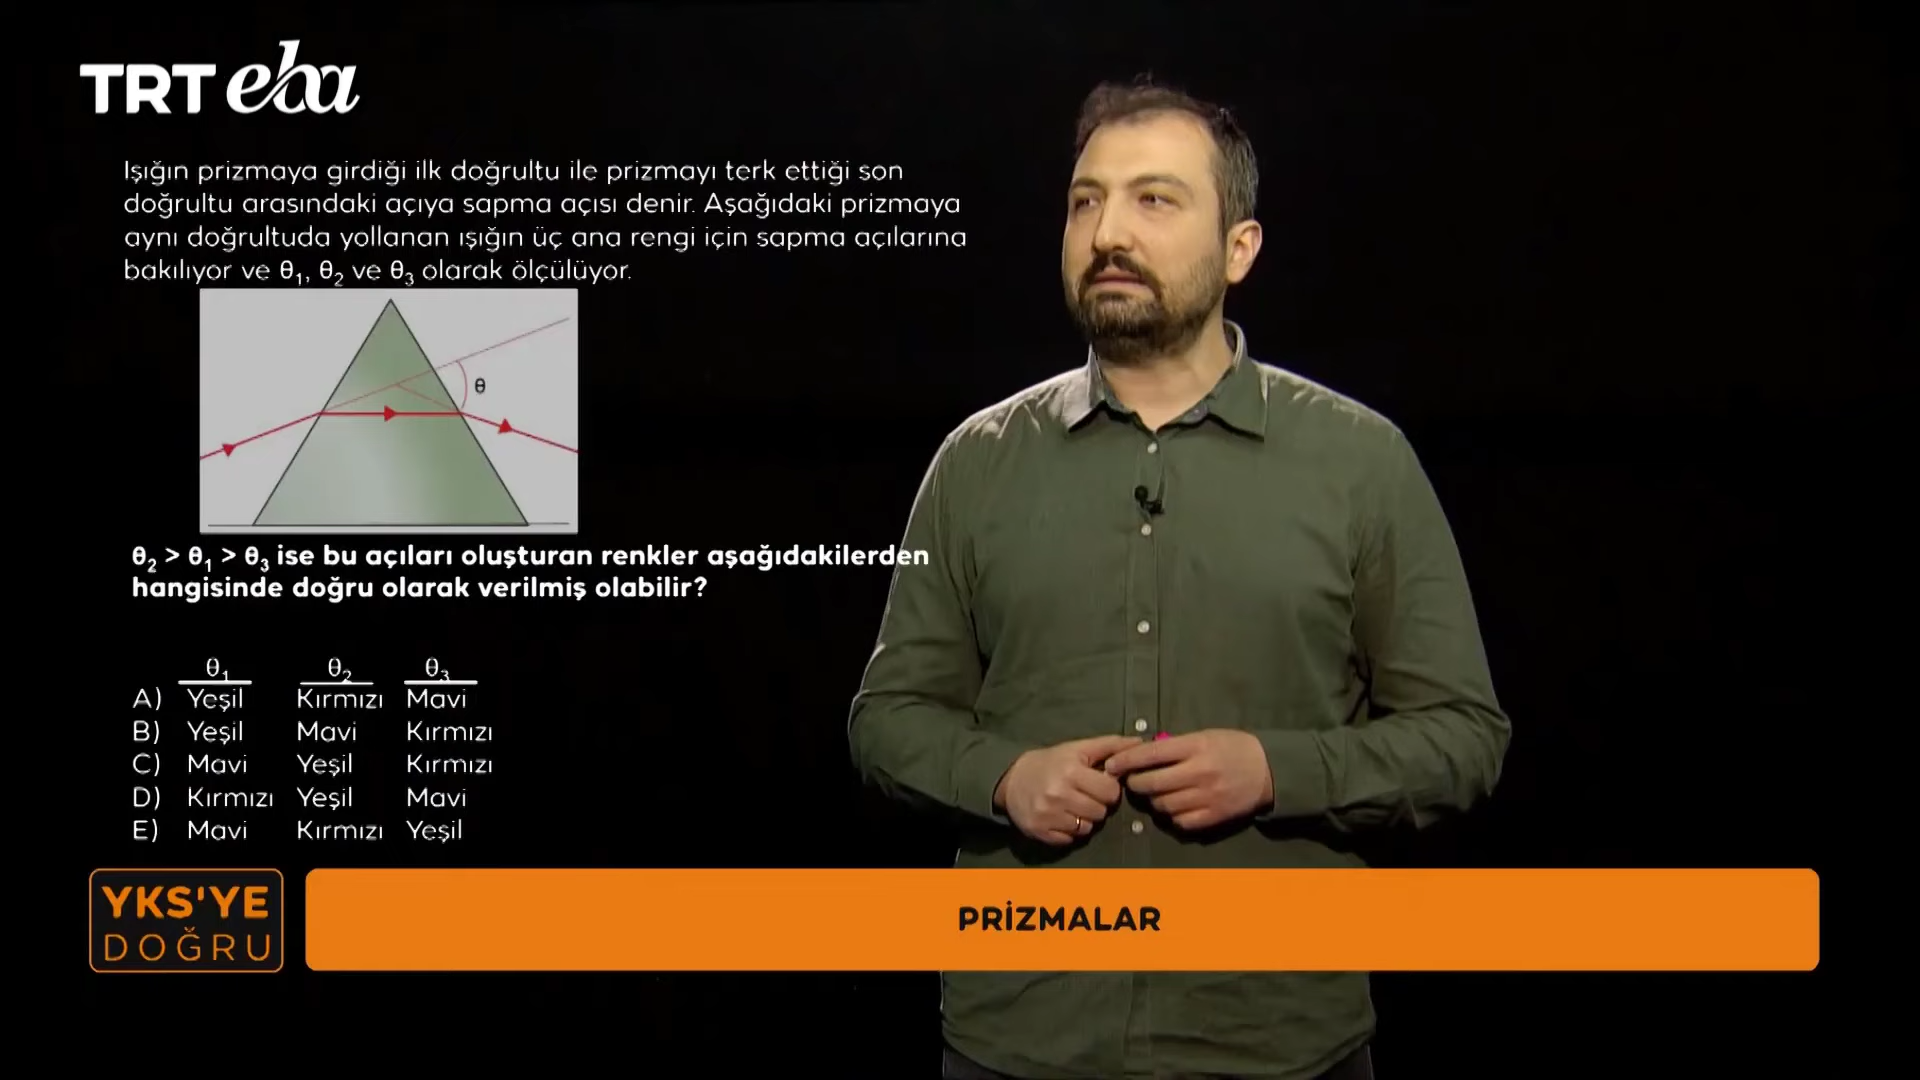 TRT eba
Işığın prizmaya girdiği ilk doğrultu ile prizmayı terk ettiği son
doğrultu arasındaki açıya sapma açısı denir. Aşağıdaki prizmaya
aynı doğrultuda yollanan ışığın üç ana rengi için sapma açılarına
bakılıyor ve θ₁, θ₂ ve θ₃ olarak ölçülüyor.
θ
θ₂ > θ₁ > θ₃ ise bu açıları oluşturan renkler aşağıdakilerden
hangisinde doğru olarak verilmiş olabilir?
θ₁ θ₂ θ₃
A) Yeşil Kırmızı Mavi
B) Yeşil Mavi Kırmızı
C) Mavi Yeşil Kırmızı
D) Kırmızı Yeşil Mavi
E) Mavi Kırmızı Yeşil
YKS'YE
DOĞRU
PRİZMALAR